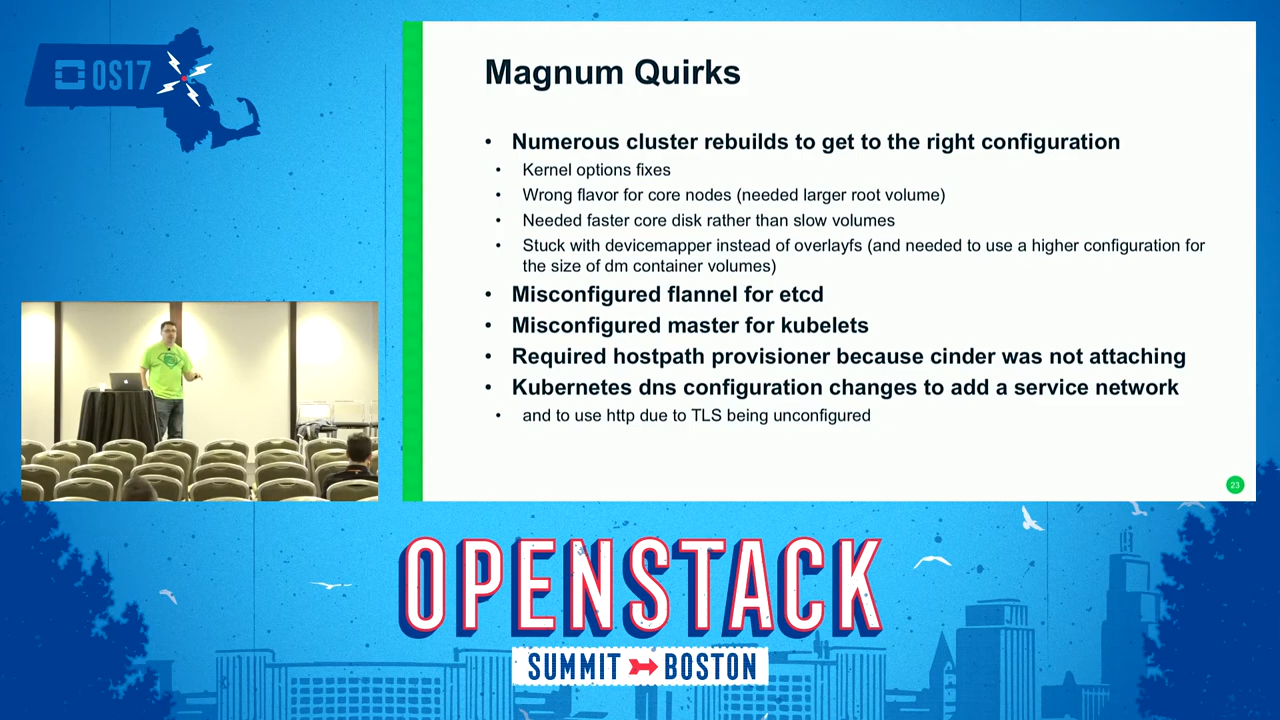 OS17
Magnum Quirks
• Numerous cluster rebuilds to get to the right configuration
• Kernel options fixes
• Wrong flavor for core nodes (needed larger root volume)
• Needed faster core disk rather than slow volumes
• Stuck with devicemapper instead of overlayfs (and needed to use a higher configuration for
the size of dm container volumes)
• Misconfigured flannel for etcd
• Misconfigured master for kubelets
• Required hostpath provisioner because cinder was not attaching
• Kubernetes dns configuration changes to add a service network
• and to use http due to TLS being unconfigured
23
OPENSTACK
SUMMIT BOSTON